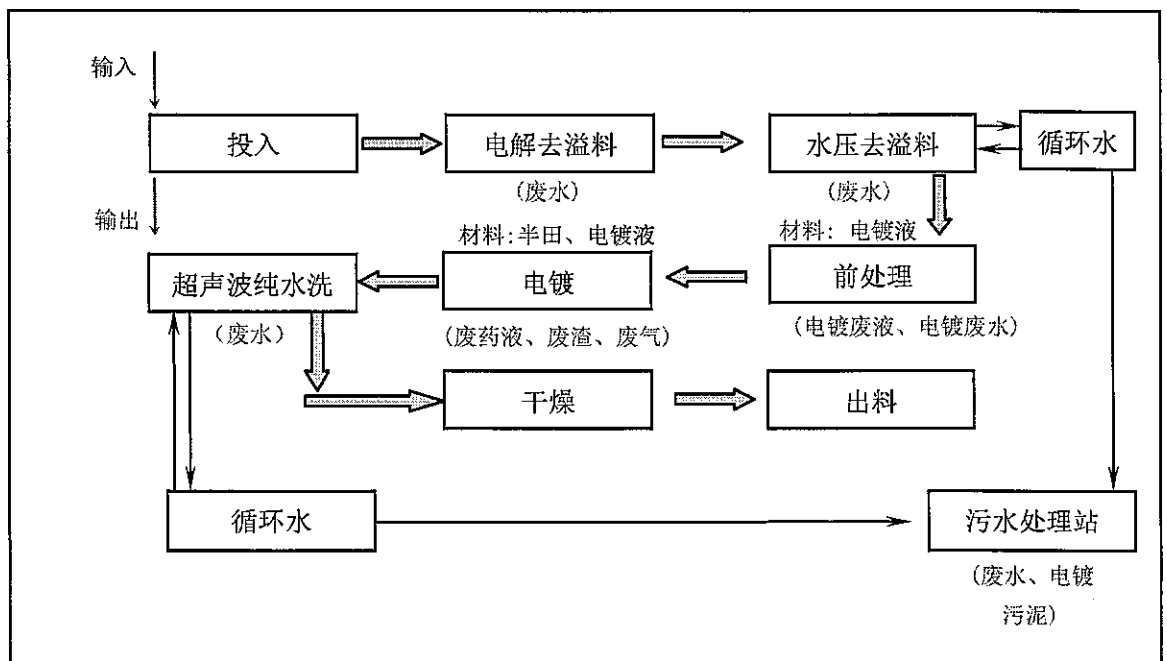 输入
投入
电解去溢料
水压去溢料
循环水
(废水)
(废水)
输出
材料:半田、电镀液
材料: 电镀液
超声波纯水洗
电镀
前处理
（废水）
(废药液、废渣、废气)
(电镀废液、电镀废水)
干燥
出料
循环水
污水处理站
(废水、电镀
污泥)